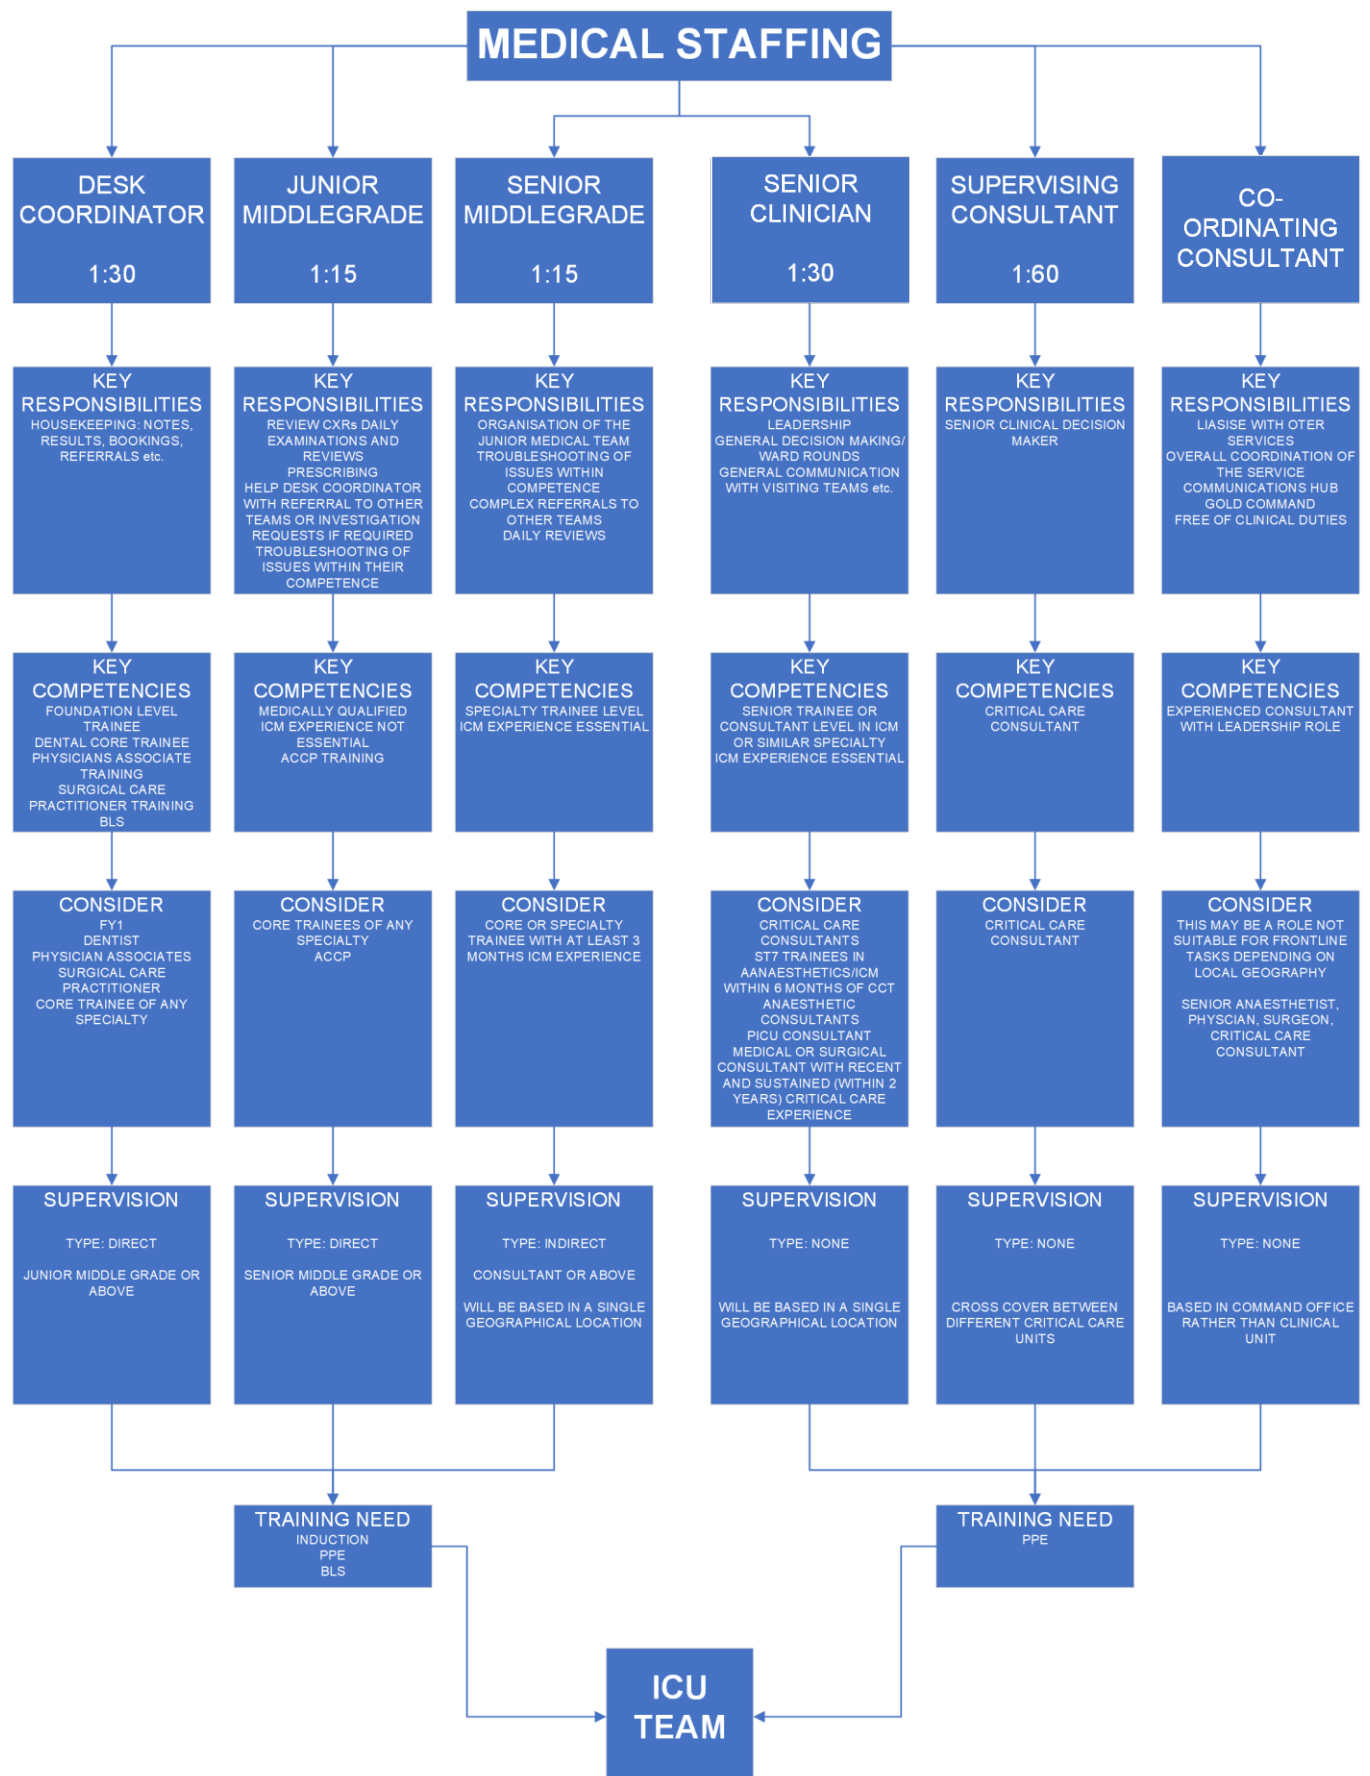 MEDICAL STAFFING
DESK
COORDINATOR
1:30
JUNIOR
MIDDLEGRADE
1:15
SENIOR
MIDDLEGRADE
1:15
SENIOR
CLINICIAN
1:30
SUPERVISING
CONSULTANT
1:60
CO-
ORDINATING
CONSULTANT
KEY
RESPONSIBILITIES
HOUSEKEEPING: NOTES,
RESULTS, BOOKINGS,
REFERRALS etc.
KEY
RESPONSIBILITIES
REVIEW CXRs DAILY
EXAMINATIONS AND
REVIEWS
PRESCRIBING
HELP DESK COORDINATOR
WITH REFERRAL TO OTHER
TEAMS OR INVESTIGATION
REQUESTS IF REQUIRED
TROUBLESHOOTING OF
ISSUES WITHIN THEIR
COMPETENCE
KEY
RESPONSIBILITIES
ORGANISATION OF THE
JUNIOR MEDICAL TEAM
TROUBLESHOOTING OF
ISSUES WITHIN
COMPETENCE
COMPLEX REFERRALS TO
OTHER TEAMS
DAILY REVIEWS
KEY
RESPONSIBILITIES
LEADERSHIP
GENERAL DECISION MAKING/
WARD ROUNDS
GENERAL COMMUNICATION
WITH VISITING TEAMS etc.
KEY
RESPONSIBILITIES
SENIOR CLINICAL DECISION
MAKER
KEY
RESPONSIBILITIES
LIASISE WITH OTER
SERVICES
OVERALL COORDINATION OF
THE SERVICE
COMMUNICATIONS HUB
GOLD COMMAND
FREE OF CLINICAL DUTIES
KEY
COMPETENCIES
FOUNDATION LEVEL
TRAINEE
DENTAL CORE TRAINEE
PHYSICIANS ASSOCIATE
TRAINING
SURGICAL CARE
PRACTITIONER TRAINING
BLS
KEY
COMPETENCIES
MEDICALLY QUALIFIED
ICM EXPERIENCE NOT
ESSENTIAL
ACCP TRAINING
KEY
COMPETENCIES
SPECIALTY TRAINEE LEVEL
ICM EXPERIENCE ESSENTIAL
KEY
COMPETENCIES
SENIOR TRAINEE OR
CONSULTANT LEVEL IN ICM
OR SIMILAR SPECIALTY
ICM EXPERIENCE ESSENTIAL
KEY
COMPETENCIES
CRITICAL CARE
CONSULTANT
KEY
COMPETENCIES
EXPERIENCED CONSULTANT
WITH LEADERSHIP ROLE
CONSIDER
FY1
DENTIST
PHYSICIAN ASSOCIATES
SURGICAL CARE
PRACTITIONER
CORE TRAINEE OF ANY
SPECIALTY
CONSIDER
CORE TRAINEES OF ANY
SPECIALTY
ACCP
CONSIDER
CORE OR SPECIALTY
TRAINEE WITH AT LEAST 3
MONTHS ICM EXPERIENCE
CONSIDER
CRITICAL CARE
CONSULTANTS
ST7 TRAINEES IN
AANAESTHETICS/ICM
WITHIN 6 MONTHS OF CCT
ANAESTHETIC
CONSULTANTS
PICU CONSULTANT
MEDICAL OR SURGICAL
CONSULTANT WITH RECENT
AND SUSTAINED (WITHIN 2
YEARS) CRITICAL CARE
EXPERIENCE
CONSIDER
CRITICAL CARE
CONSULTANT
CONSIDER
THIS MAY BE A ROLE NOT
SUITABLE FOR FRONTLINE
TASKS DEPENDING ON
LOCAL GEOGRAPHY
SENIOR ANAESTHETIST,
PHYSCIAN, SURGEON,
CRITICAL CARE
CONSULTANT
SUPERVISION
TYPE: DIRECT
JUNIOR MIDDLE GRADE OR
ABOVE
SUPERVISION
TYPE: DIRECT
SENIOR MIDDLE GRADE OR
ABOVE
SUPERVISION
TYPE: INDIRECT
CONSULTANT OR ABOVE
WILL BE BASED IN A SINGLE
GEOGRAPHICAL LOCATION
SUPERVISION
TYPE: NONE
WILL BE BASED IN A SINGLE
GEOGRAPHICAL LOCATION
SUPERVISION
TYPE: NONE
CROSS COVER BETWEEN
DIFFERENT CRITICAL CARE
UNITS
SUPERVISION
TYPE: NONE
BASED IN COMMAND OFFICE
RATHER THAN CLINICAL
UNIT
TRAINING NEED
INDUCTION
PPE
BLS
TRAINING NEED
PPE
ICU
TEAM